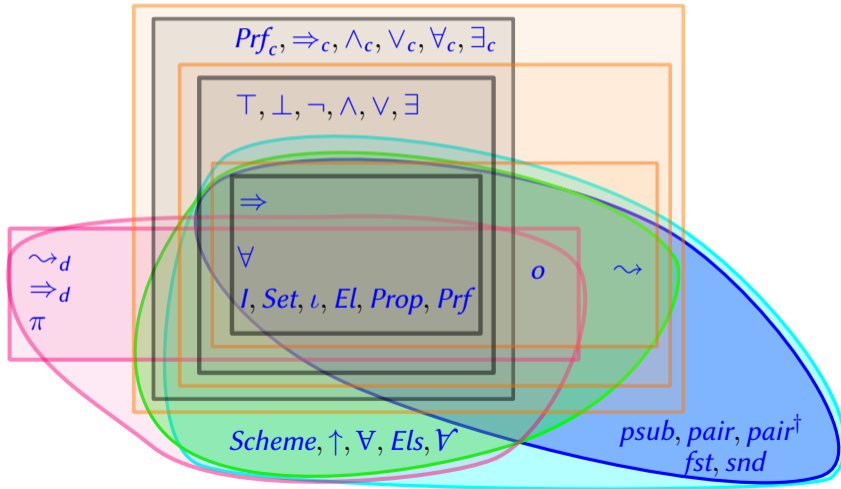 Prf_c, ⇒_c, ∧_c, ∨_c, ∀_c, ∃_c
⊤, ⊥, ¬, ∧, ∨, ∃
⇒
∀
I, Set, ι, El, Prop, Prf
o
⇝
⇝_d
⇒_d
π
Scheme, ↑, ∀, Els, Ɐ
psub, pair, pair†
fst, snd